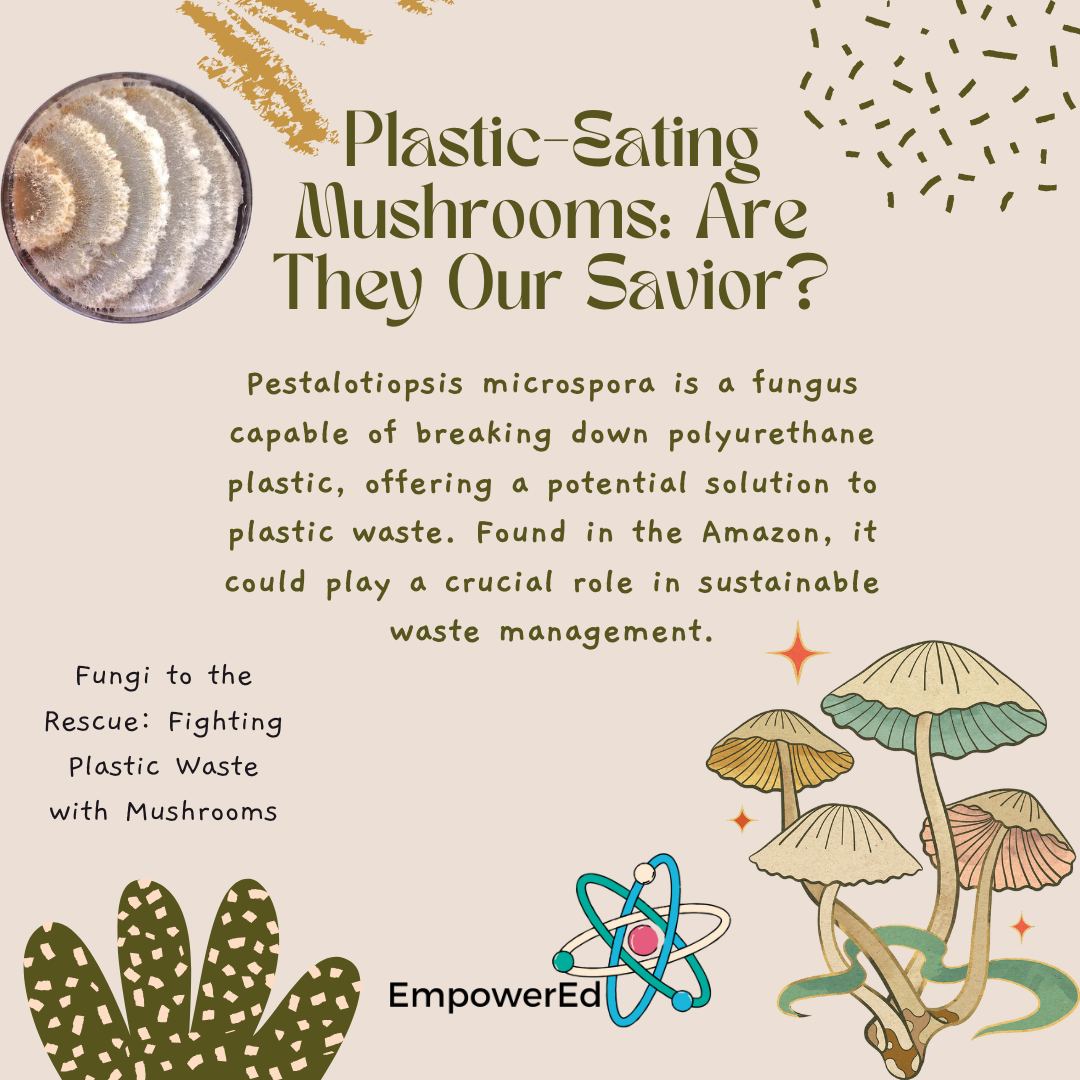 Plastic-Eating
Mushrooms: Are
They Our Savior?
Pestalotiopsis microspora is a fungus
capable of breaking down polyurethane
plastic, offering a potential solution to
plastic waste. Found in the Amazon, it
could play a crucial role in sustainable
waste management.
Fungi to the
Rescue: Fighting
Plastic Waste
with Mushrooms
EmpowerEd